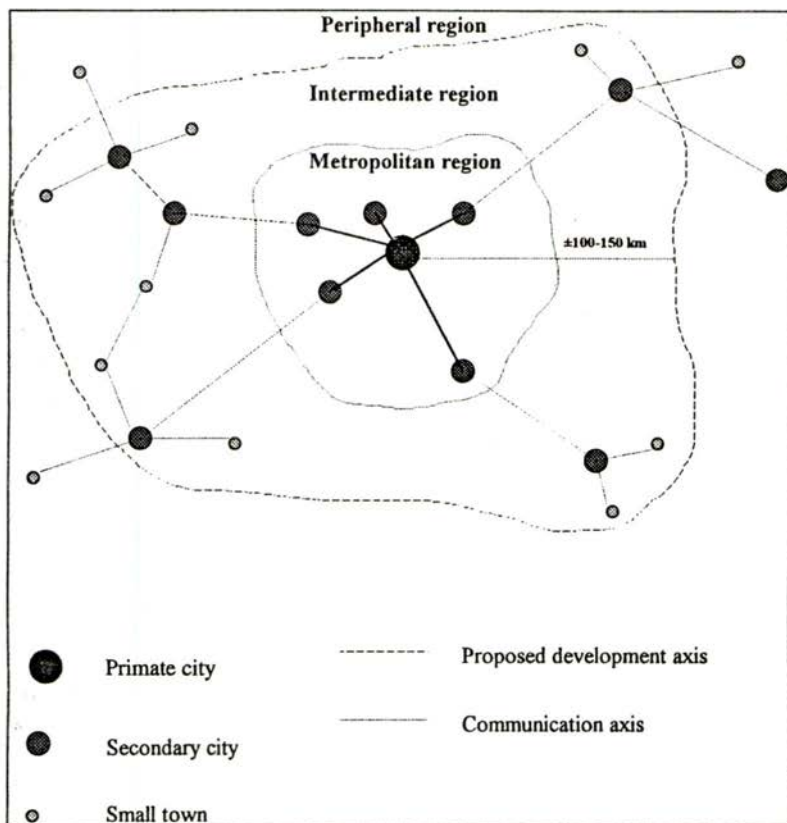 Peripheral region
Intermediate region
Metropolitan region
±100-150 km
Primate city
Proposed development axis
Secondary city
Communication axis
Small town